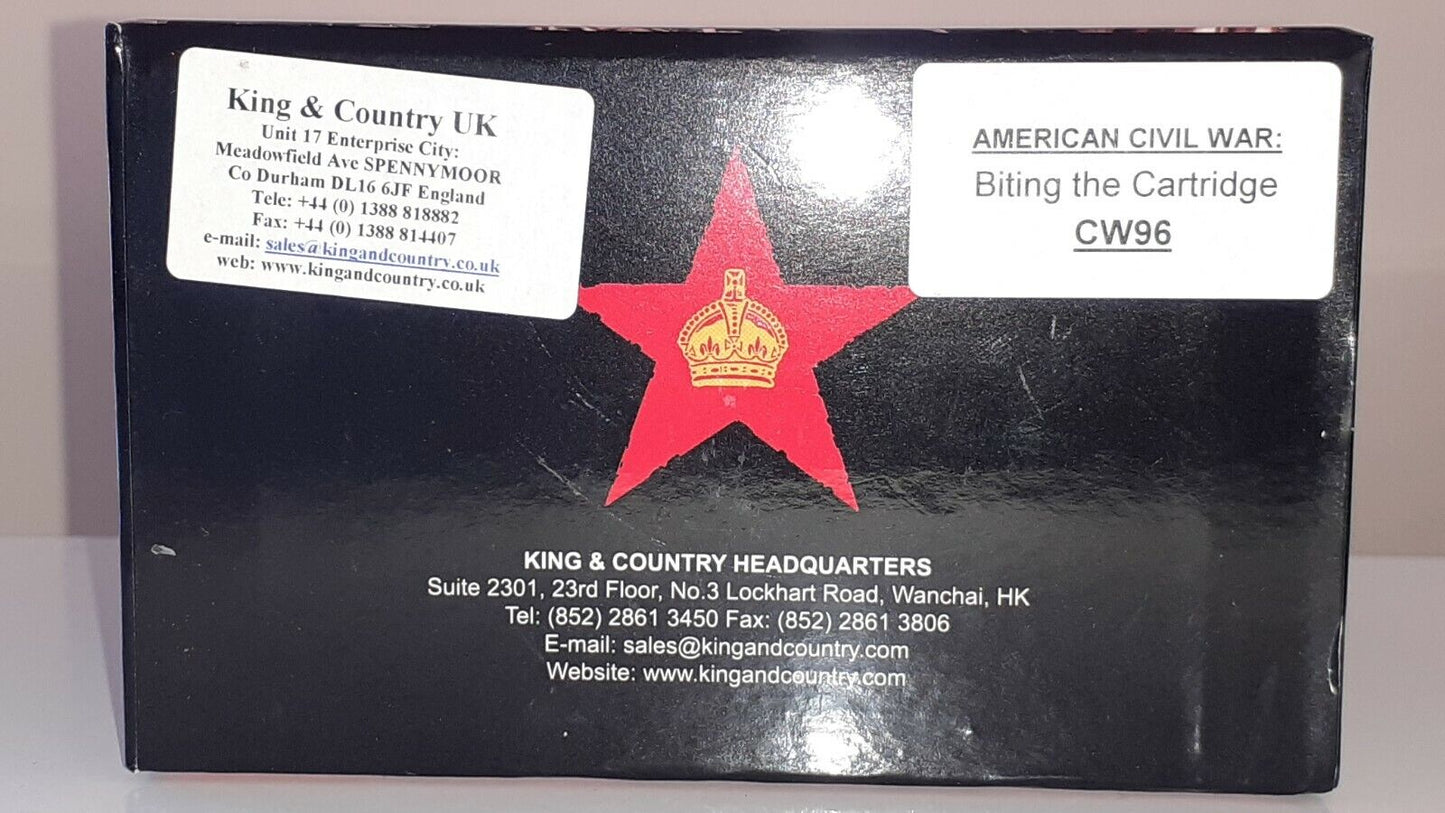 King & Country UK
Unit 17 Enterprise City:
Meadowfield Ave SPENNYMOOR
Co Durham DL16 6JF England
Tele: +44 (0) 1388 818882
Fax: +44 (0) 1388 814407
e-mail: sales@kingandcountry.co.uk
web: www.kingandcountry.co.uk
AMERICAN CIVIL WAR:
Biting the Cartridge
CW96
KING & COUNTRY HEADQUARTERS
Suite 2301, 23rd Floor, No.3 Lockhart Road, Wanchai, HK
Tel: (852) 2861 3450 Fax: (852) 2861 3806
E-mail: sales@kingandcountry.com
Website: www.kingandcountry.com